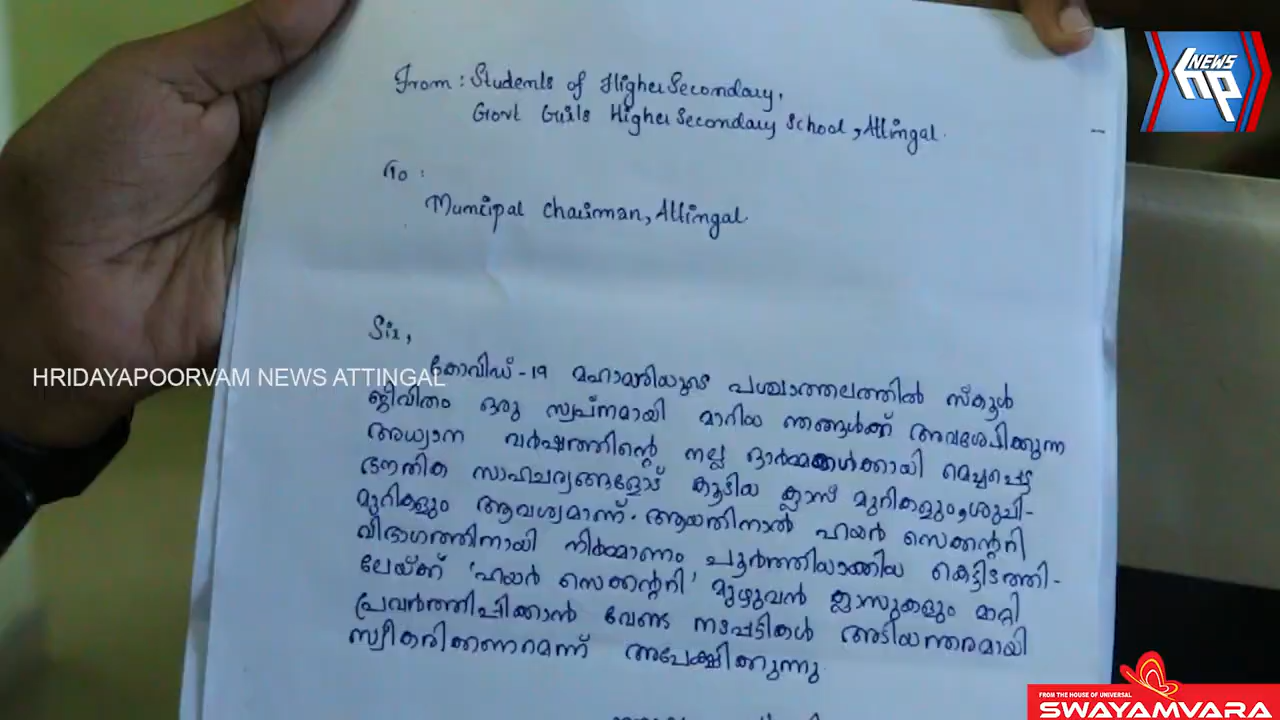 From : Students of Higher Secondary,
Govt Girls Higher Secondary School, Attingal.
To :
Muncipal Chairman, Attingal.
Sir,
കോവിഡ്-19 മഹാമരിയുടെ പശ്ചാത്തലത്തിൽ സ്കൂൾ
ജീവിതം ഒരു സ്വപ്നമായി മാറിയ ഞങ്ങൾക്ക് അവശേഷിക്കുന്ന
അധ്യാന വർഷത്തിന്റെ നല്ല ഓർമ്മകൾക്കായി മെച്ചപ്പെട്ട
ഭൗതിക സാഹചര്യങ്ങളോട് കൂടിയ ക്ലാസ് മുറികളും, ശുചി-
മുറികളും ആവശ്യമാണ്. ആയതിനാൽ ഹയർ സെക്കന്ററി
വിഭാഗത്തിനായി നിർമ്മാണം പൂർത്തിയാക്കിയ കെട്ടിടത്തി-
ലേയ്ക്ക് 'ഹയർ സെക്കന്ററി' മുഴുവൻ ക്ലാസുകളും മാറ്റി
പ്രവർത്തിപ്പിക്കാൻ വേണ്ട നടപ്പട്ടികൾ അടിയന്തരമായി
സ്വീകരിക്കണമെന്ന് അപേക്ഷിക്കുന്നു.
HRIDAYAPOORVAM NEWS ATTINGAL
NEWS
hp
FROM THE HOUSE OF UNIVERSAL
SWAYAMVARA